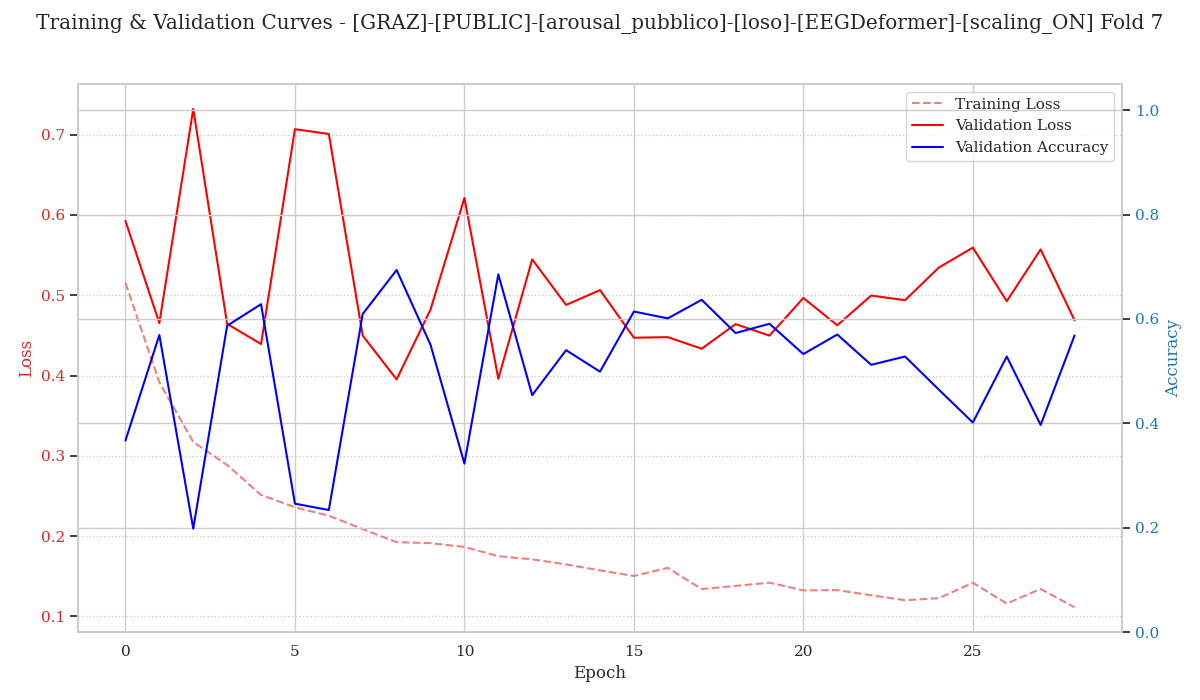 Training & Validation Curves - [GRAZ]-[PUBLIC]-[arousal_pubblico]-[loso]-[EEGDeformer]-[scaling_ON] Fold 7
Training Loss
Validation Loss
Validation Accuracy
Loss
0.7
0.6
0.5
0.4
0.3
0.2
0.1
1.0
0.8
0.6
0.4
0.2
0.0
Accuracy
0
5
10
15
20
25
Epoch